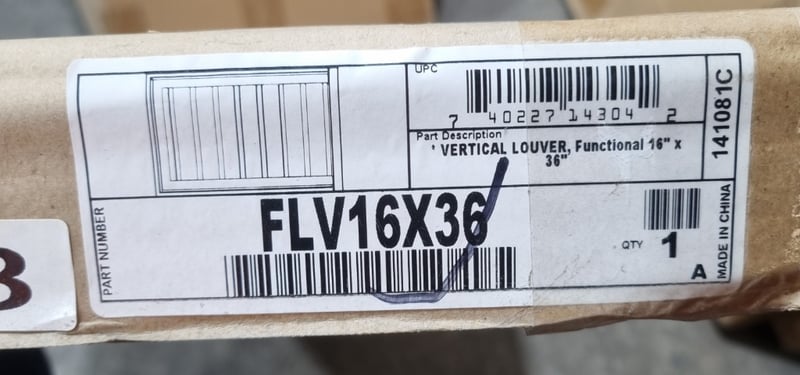 UPC
7 40227 14304 2
Part Description
* VERTICAL LOUVER, Functional 16" x
36"
141081C
PART NUMBER
FLV16X36
QTY 1
A
MADE IN CHINA